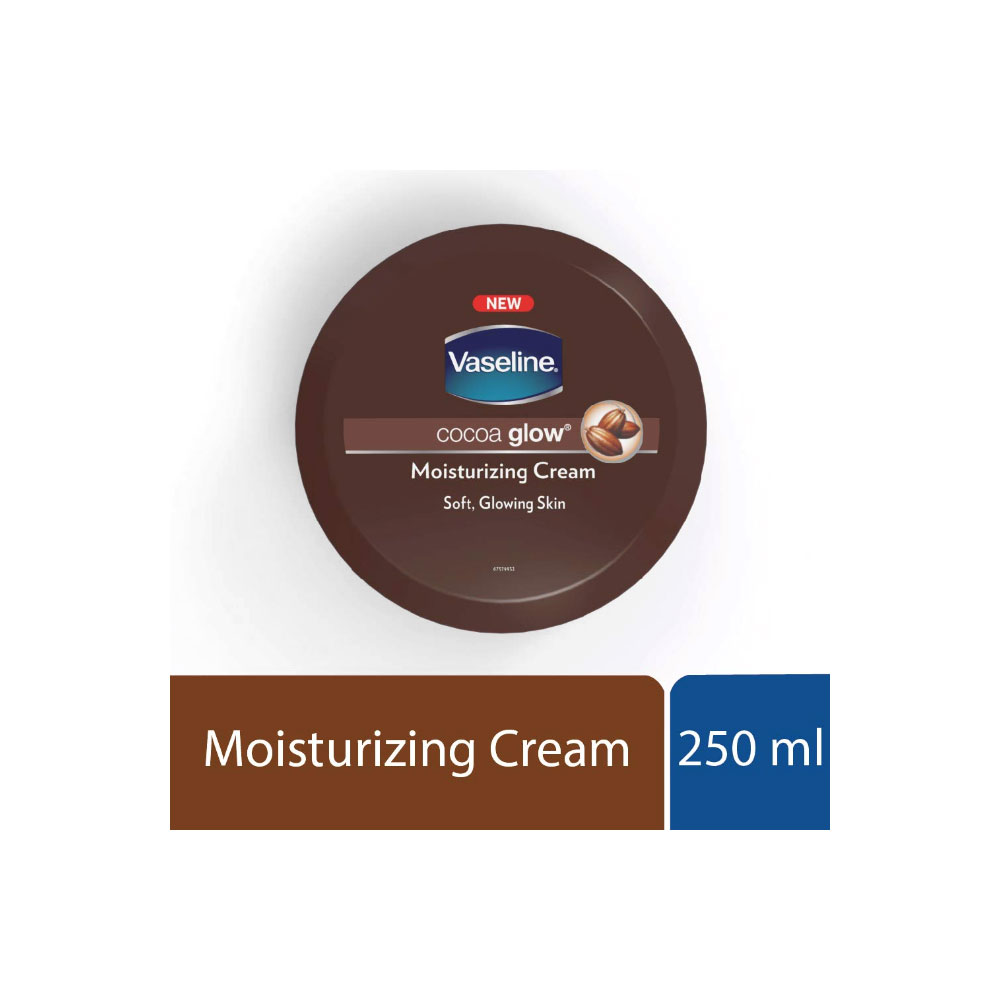 NEW
Vaseline®
cocoa glow®
Moisturizing Cream
Soft, Glowing Skin
Moisturizing Cream
250 ml